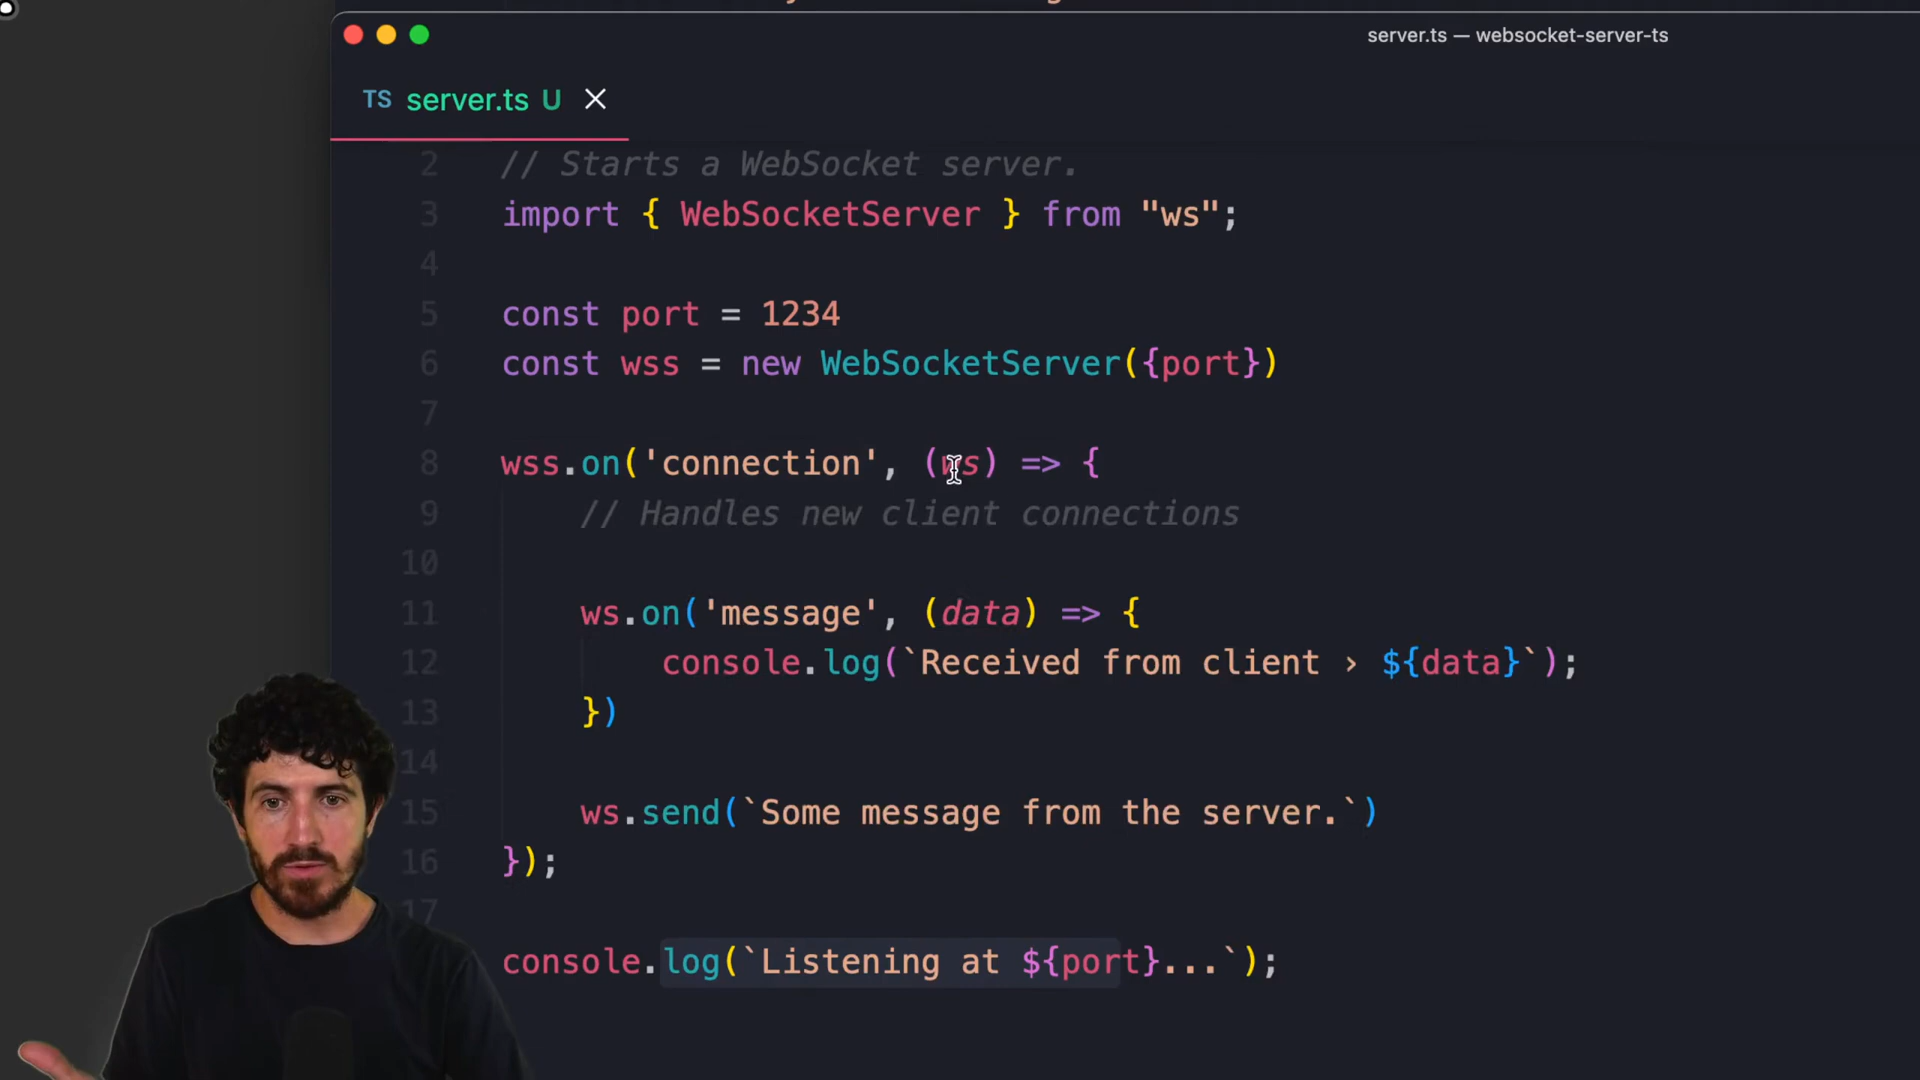 server.ts — websocket-server-ts
TS server.ts U
2 // Starts a WebSocket server.
3 import { WebSocketServer } from "ws";
4
5 const port = 1234
6 const wss = new WebSocketServer({port})
7
8 wss.on('connection', (ws) => {
9 // Handles new client connections
10
11 ws.on('message', (data) => {
12 console.log(`Received from client › ${data}`);
13 })
14
15 ws.send(`Some message from the server.`)
16 });
17
console.log(`Listening at ${port}...`);